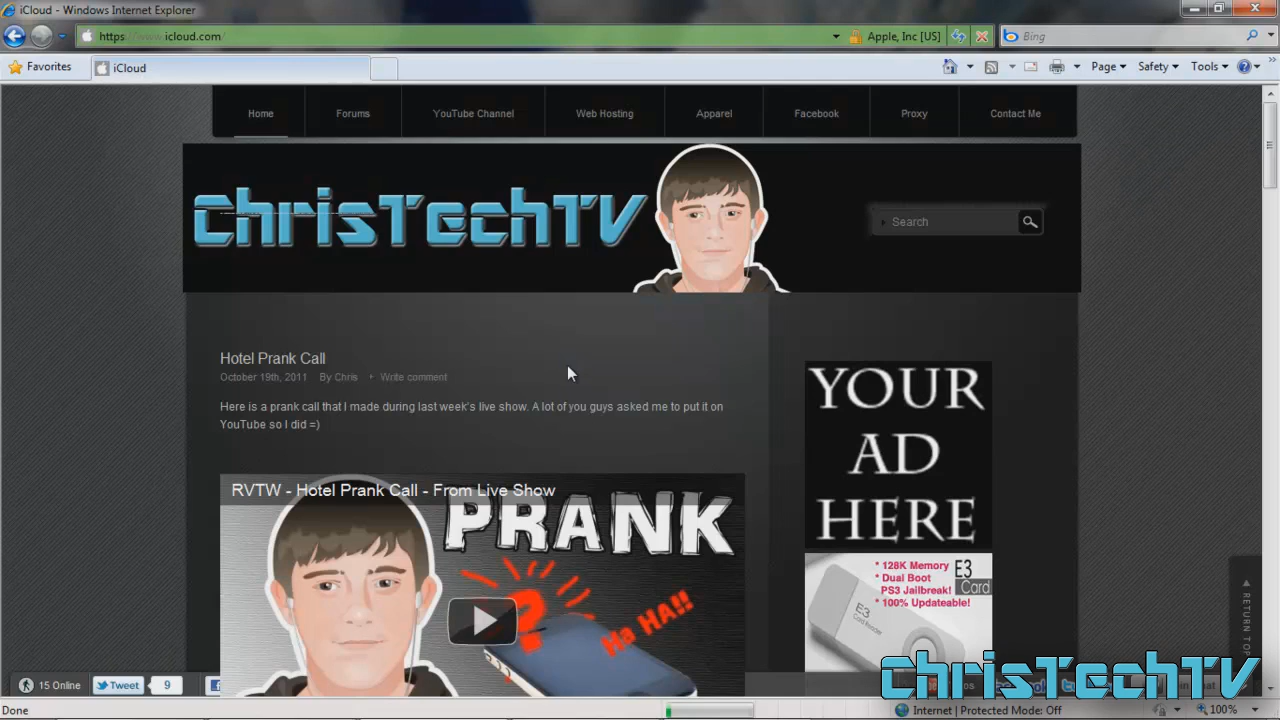 iCloud - Windows Internet Explorer
https://www.icloud.com/
Apple, Inc [US]
Bing
Favorites
iCloud
Page
Safety
Tools
Home
Forums
YouTube Channel
Web Hosting
Apparel
Facebook
Proxy
Contact Me
ChrisTechTV
Search
Hotel Prank Call
October 19th, 2011 By Chris Write comment
Here is a prank call that I made during last week's live show. A lot of you guys asked me to put it on
YouTube so I did =)
RVTW - Hotel Prank Call - From Live Show
PRANK
?
Ha HA!!
YOUR
AD
HERE
* 128K Memory
* Dual Boot
PS3 Jailbreak!
* 100% Updateable!
E3
Card
E3
Card Reader
RETURN TOP
15 Online
Tweet
9
ChrisTechTV
Done
Internet | Protected Mode: Off
100%